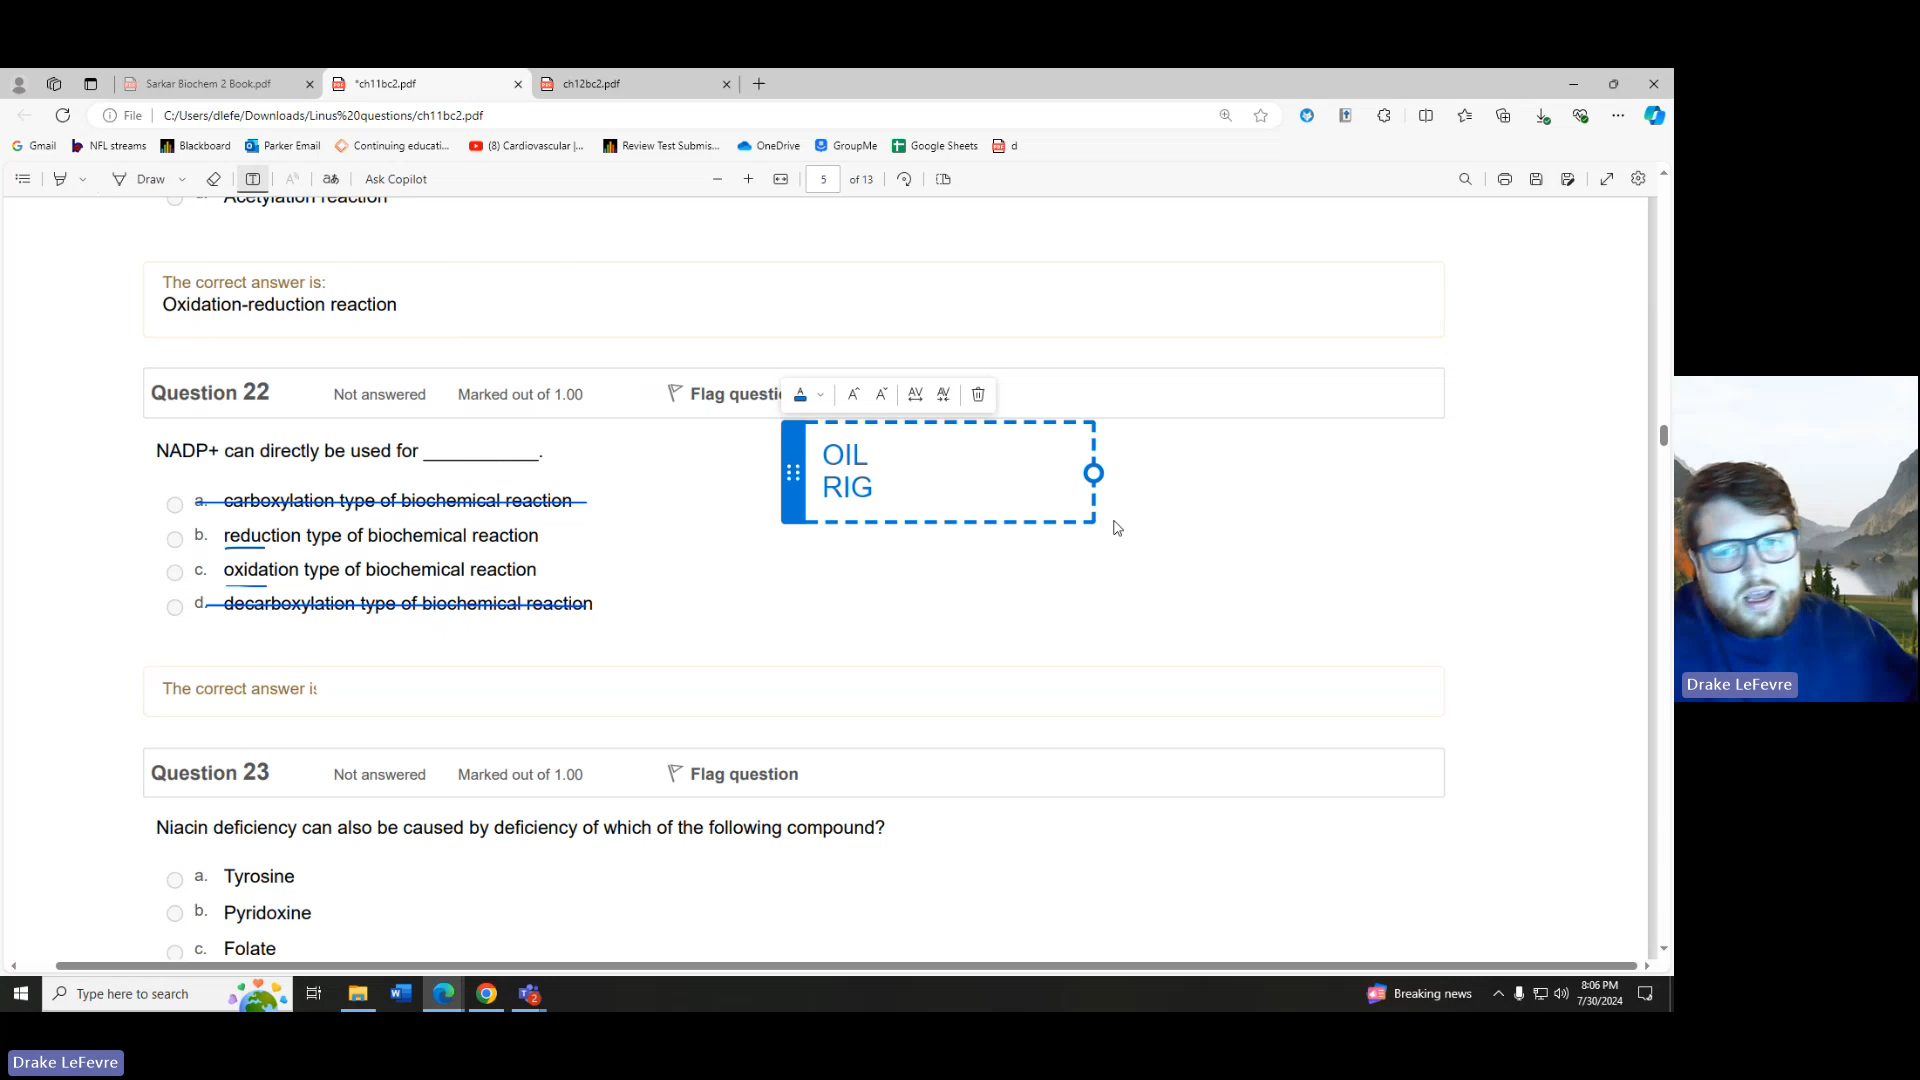 Sarkar Biochem 2 Book.pdf
*ch11bc2.pdf
ch12bc2.pdf
File
C:/Users/dlefe/Downloads/Linus%20questions/ch11bc2.pdf
Gmail
NFL streams
Blackboard
Parker Email
Continuing educati...
(8) Cardiovascular |...
Review Test Submis...
OneDrive
GroupMe
Google Sheets
d
Draw
Ask Copilot
5
of 13
Acetylation reaction
The correct answer is:
Oxidation-reduction reaction
Question 22 Not answered Marked out of 1.00 Flag questi
NADP+ can directly be used for ___________.
OIL
RIG
a. carboxylation type of biochemical reaction
b. reduction type of biochemical reaction
c. oxidation type of biochemical reaction
d. decarboxylation type of biochemical reaction
The correct answer is
Question 23 Not answered Marked out of 1.00 Flag question
Niacin deficiency can also be caused by deficiency of which of the following compound?
a. Tyrosine
b. Pyridoxine
c. Folate
Drake LeFevre
Type here to search
2
Breaking news
8:06 PM
7/30/2024
Drake LeFevre